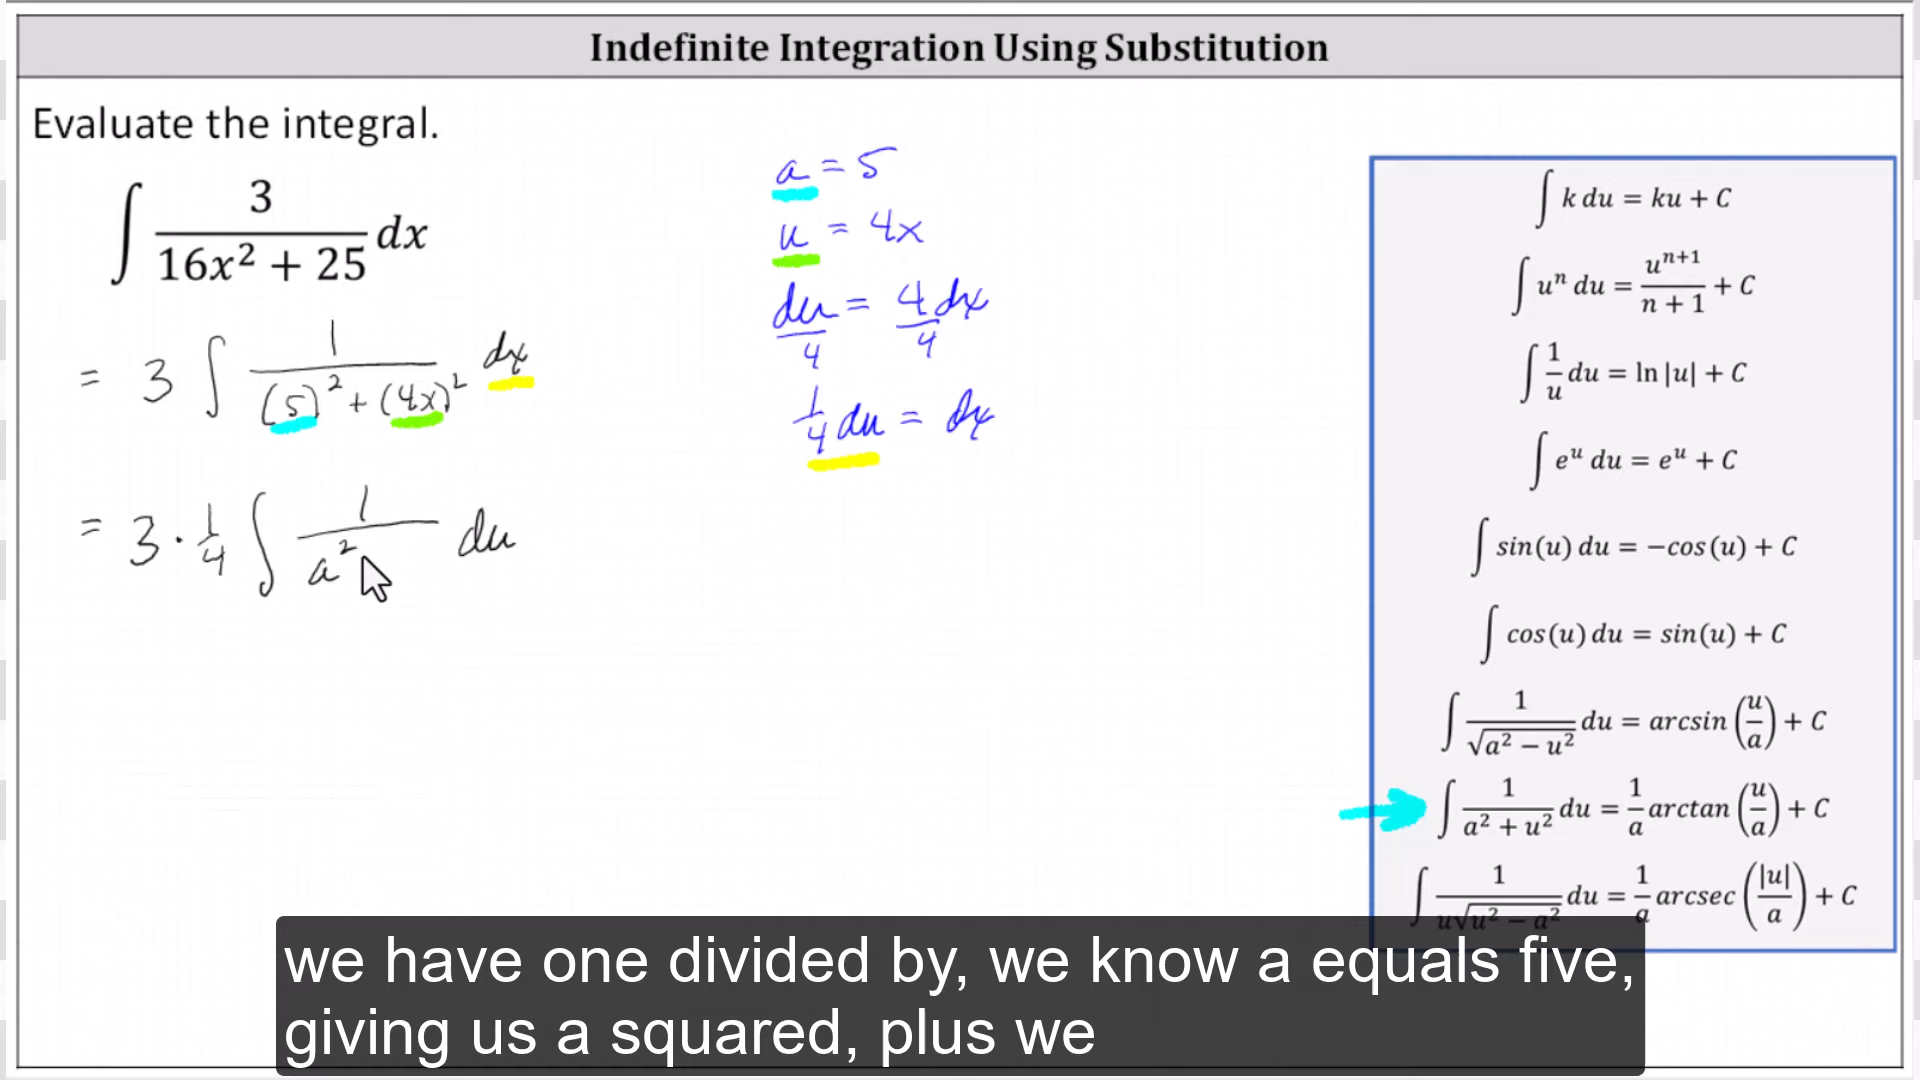 Indefinite Integration Using Substitution
Evaluate the integral.
∫ 3/(16x² + 25) dx
= 3 ∫ 1/((5)² + (4x)²) dx
= 3 · 1/4 ∫ 1/a² du
a = 5
u = 4x
du/4 = 4dx/4
1/4 du = dx
∫ k du = ku + C
∫ uⁿ du = uⁿ⁺¹/(n + 1) + C
∫ 1/u du = ln|u| + C
∫ eᵘ du = eᵘ + C
∫ sin(u) du = −cos(u) + C
∫ cos(u) du = sin(u) + C
∫ 1/√(a² − u²) du = arcsin(u/a) + C
∫ 1/(a² + u²) du = 1/a arctan(u/a) + C
∫ 1/(u√(u² − a²)) du = 1/a arcsec(|u|/a) + C
we have one divided by, we know a equals five,
giving us a squared, plus we